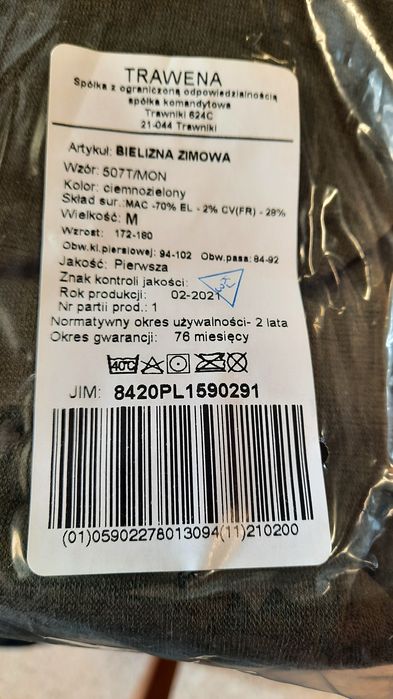 TRAWENA
Spółka z ograniczoną odpowiedzialnością
spółka komandytowa
Trawniki 624C
21-044 Trawniki
Artykuł: BIELIZNA ZIMOWA
Wzór: 507T/MON
Kolor: ciemnozielony
Skład sur.:MAC -70% EL - 2% CV(FR) - 28%
Wielkość: M
Wzrost: 172-180
Obw.kl.piersiowej: 94-102 Obw.pasa: 84-92
Jakość: Pierwsza
Znak kontroli jakości:
Rok produkcji: 02-2021
Nr partii prod.: 1
Normatywny okres używalności- 2 lata
Okres gwarancji: 76 miesięcy
40°C
JIM: 8420PL1590291
(01)05902278013094(11)210200